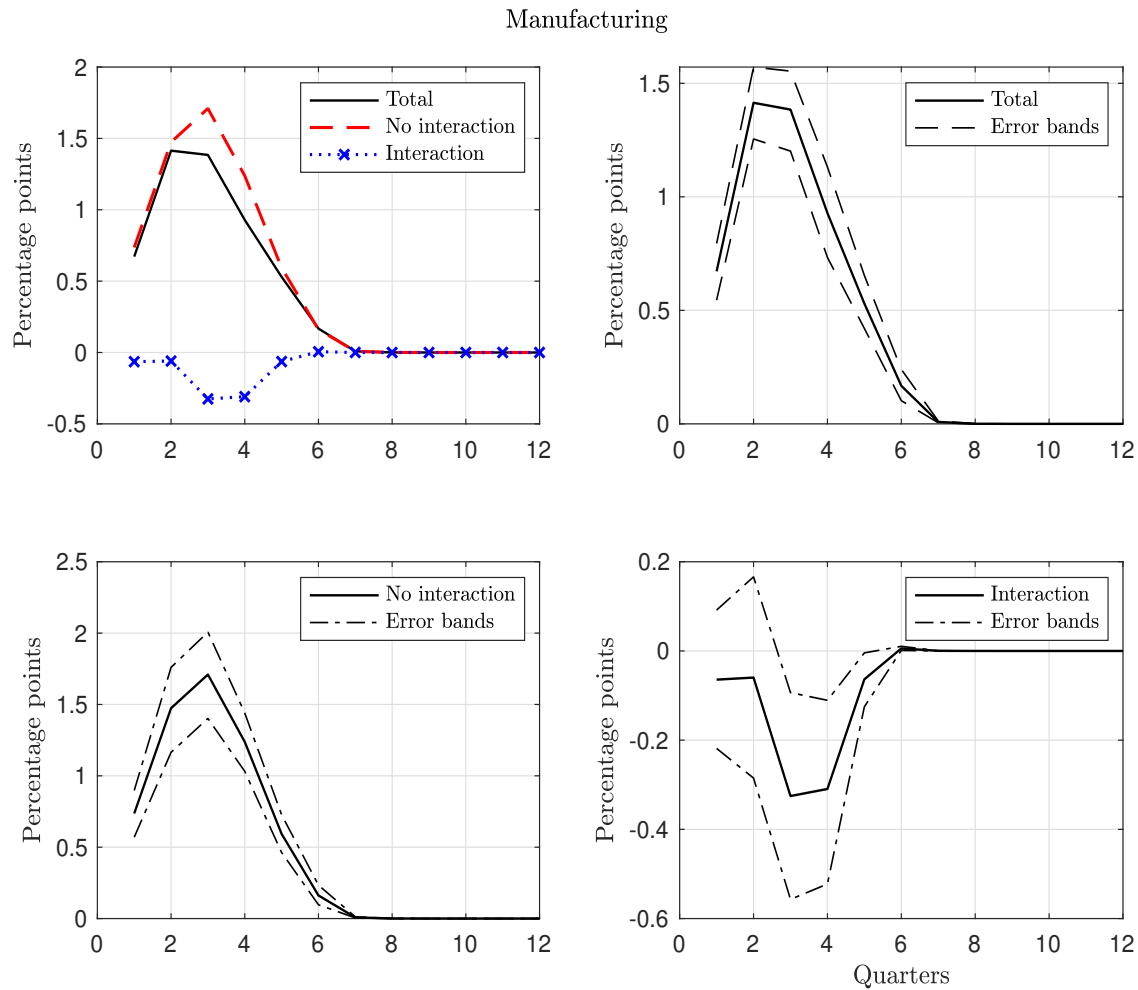 Manufacturing
Percentage points
2
1.5
1
0.5
0
-0.5
0 2 4 6 8 10 12
Total
No interaction
Interaction
Percentage points
1.5
1
0.5
0
0 2 4 6 8 10 12
Total
Error bands
Percentage points
2.5
2
1.5
1
0.5
0
0 2 4 6 8 10 12
No interaction
Error bands
Percentage points
0.2
0
-0.2
-0.4
-0.6
0 2 4 6 8 10 12
Interaction
Error bands
Quarters